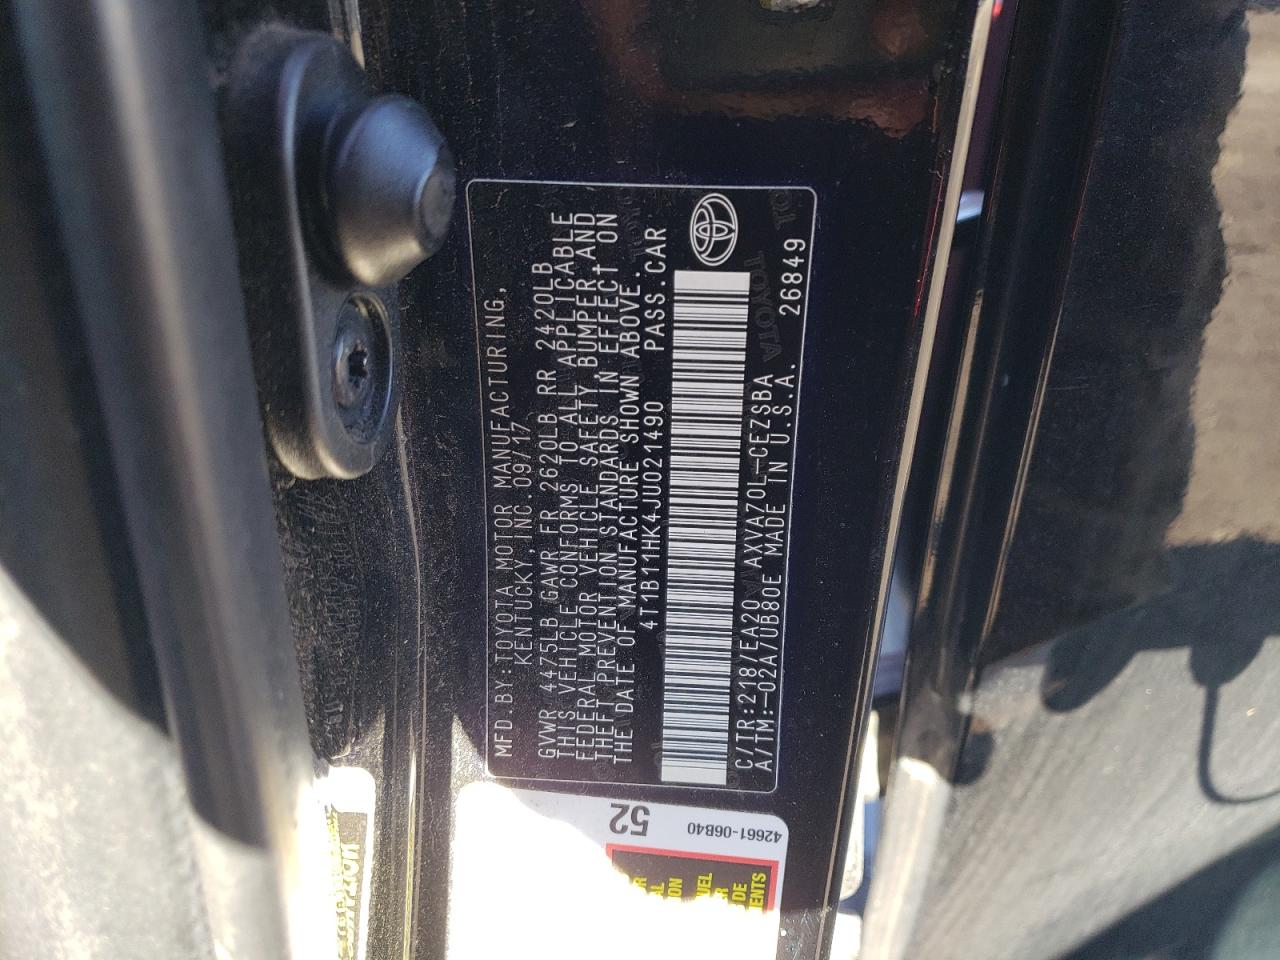 MFD BY:TOYOTA MOTOR MANUFACTURING,
KENTUCKY,INC.09/17
GVWR 4475LB GAWR FR 2620LB RR 2420LB
THIS VEHICLE CONFORMS TO ALL APPLICABLE
FEDERAL MOTOR VEHICLE SAFETY,BUMPER,AND
THEFT PREVENTION STANDARDS IN EFFECT ON
THE DATE OF MANUFACTURE SHOWN ABOVE.
4T1B11HK4JU021490 PASS.CAR
C/TR:218/EA20 AXVA70L-CEZSBA
A/TM:-02A/UB80E MADE IN U.S.A. 26849
TOYOTA
52
42661-06B40